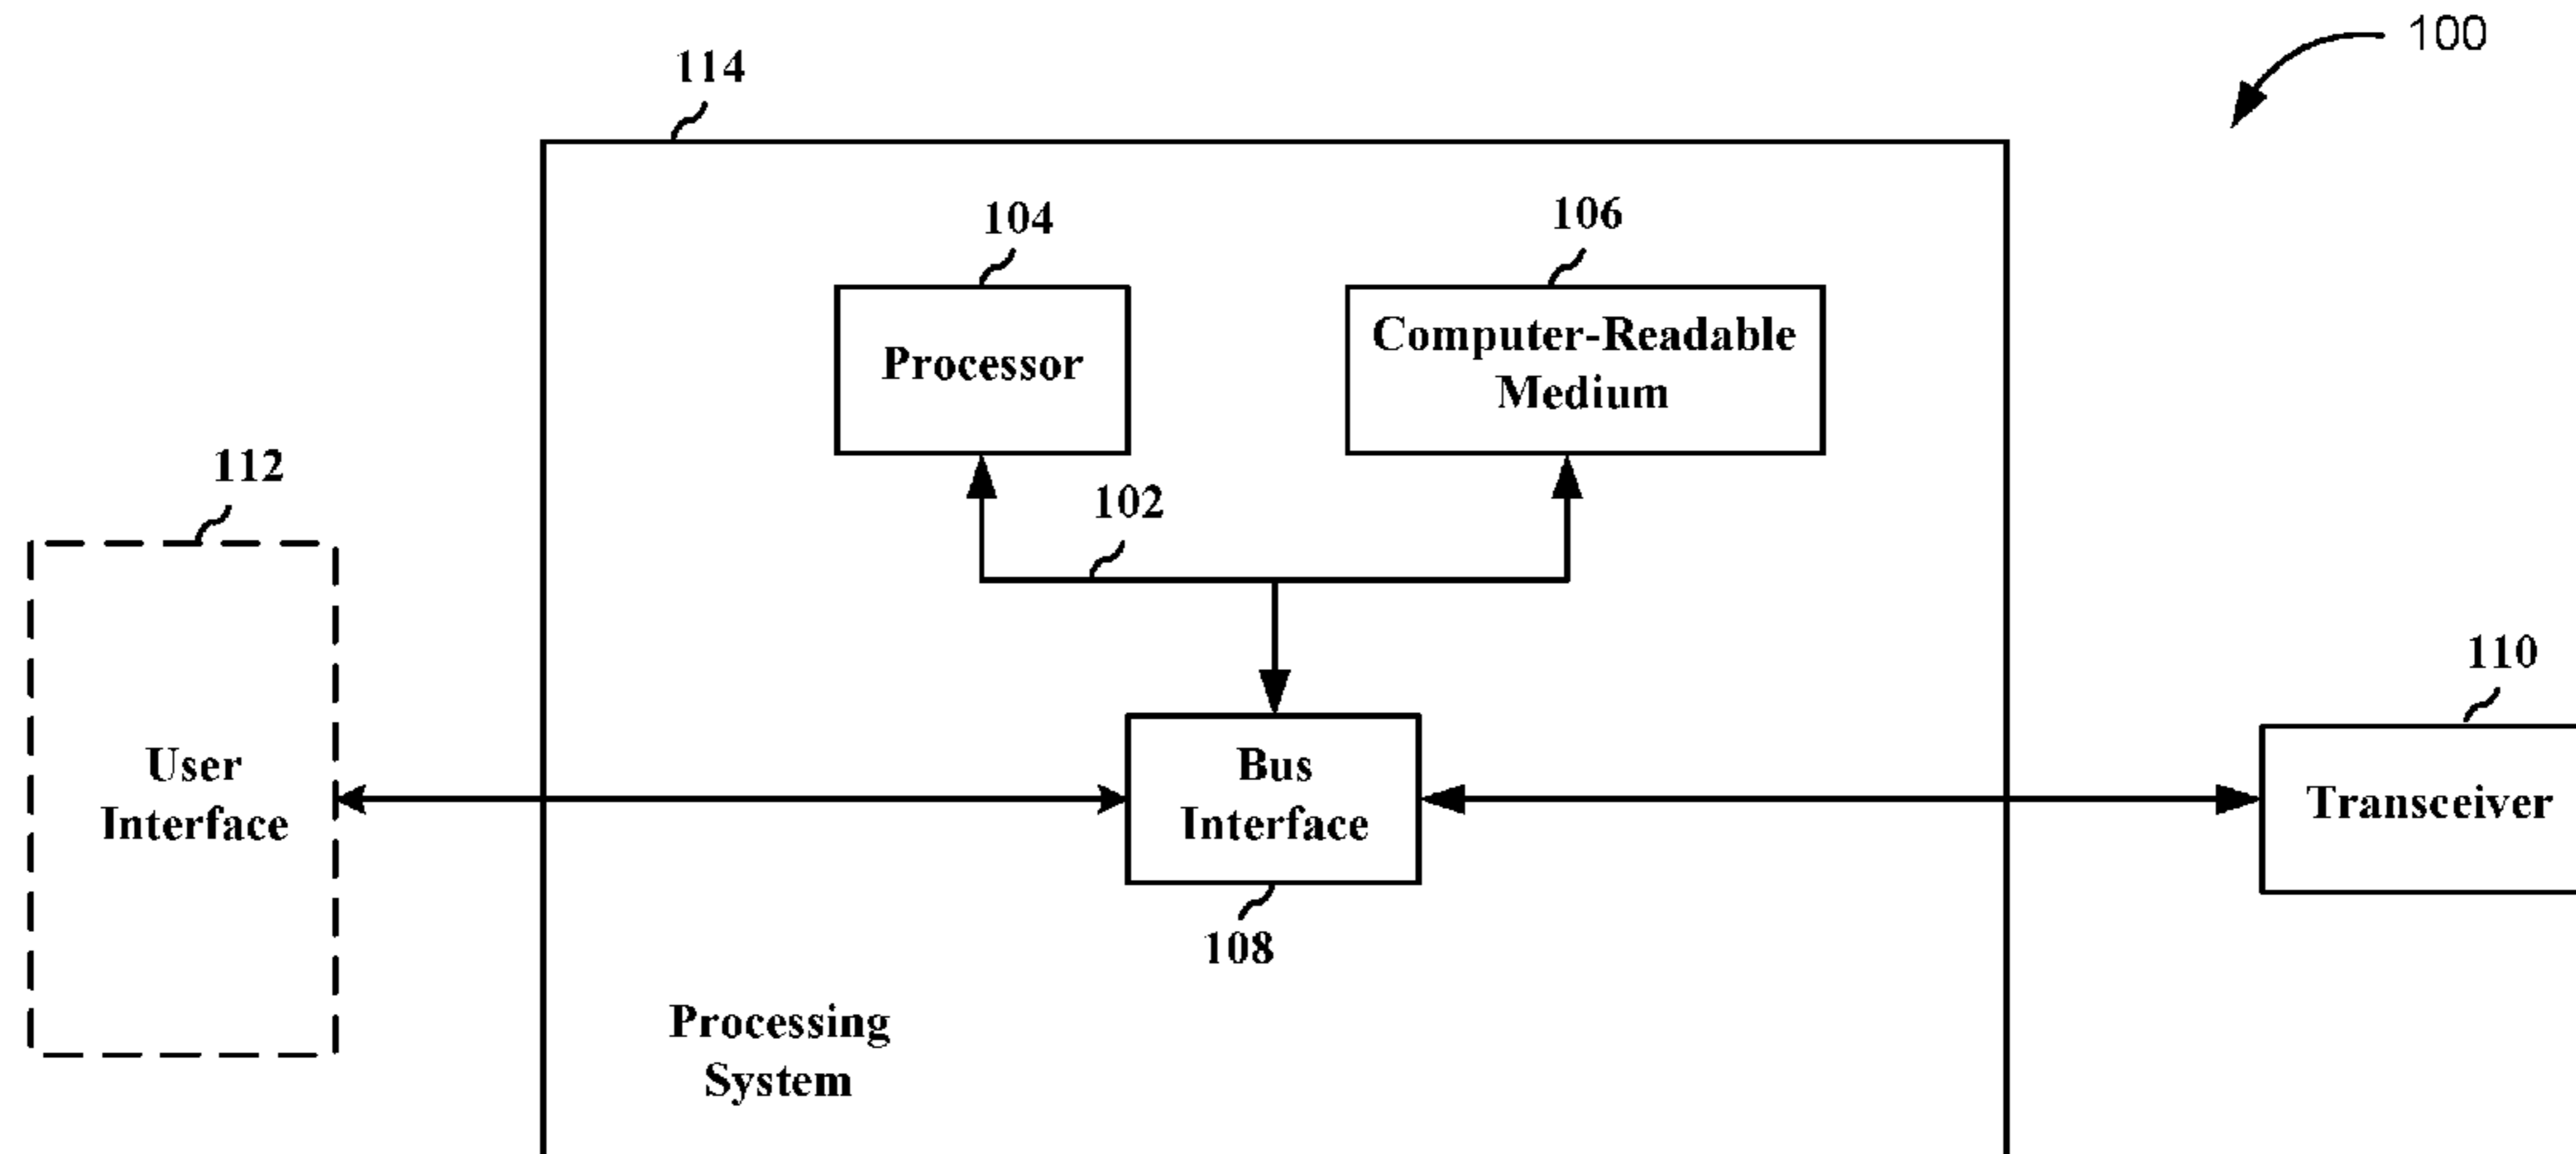 100
114
104
106
Processor
Computer-Readable
Medium
112
102
110
User
Interface
Bus
Interface
Transceiver
108
Processing
System